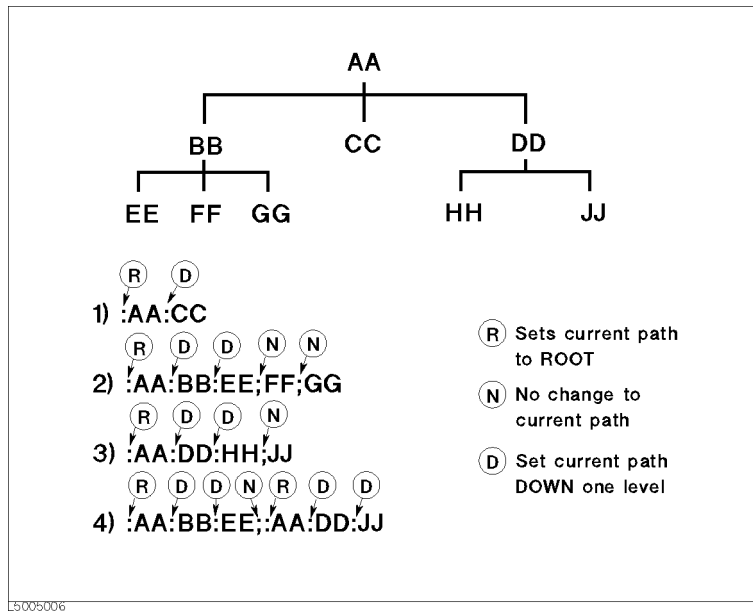 AA
BB CC DD
EE FF GG HH JJ
R D
1) :AA:CC
R D D N N
2) :AA:BB:EE;FF;GG
R D D N
3) :AA:DD:HH;JJ
R D D N R D D
4) :AA:BB:EE;:AA:DD:JJ
R Sets current path
to ROOT
N No change to
current path
D Set current path
DOWN one level
L5005006